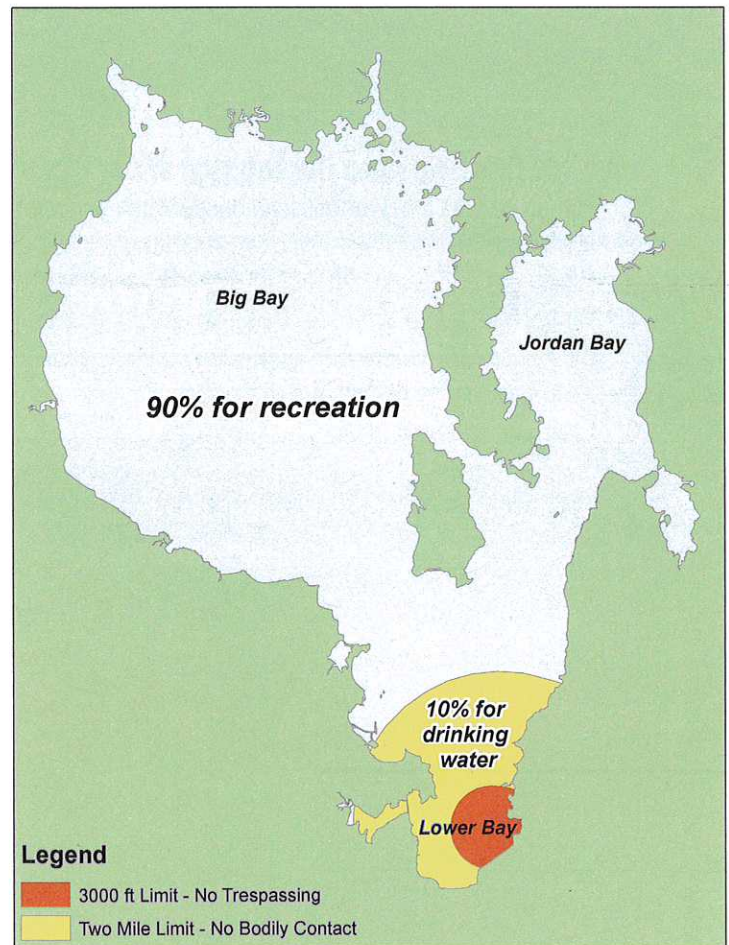 Big Bay
Jordan Bay
90% for recreation
10% for
drinking
water
Lower Bay
Legend
3000 ft Limit - No Trespassing
Two Mile Limit - No Bodily Contact